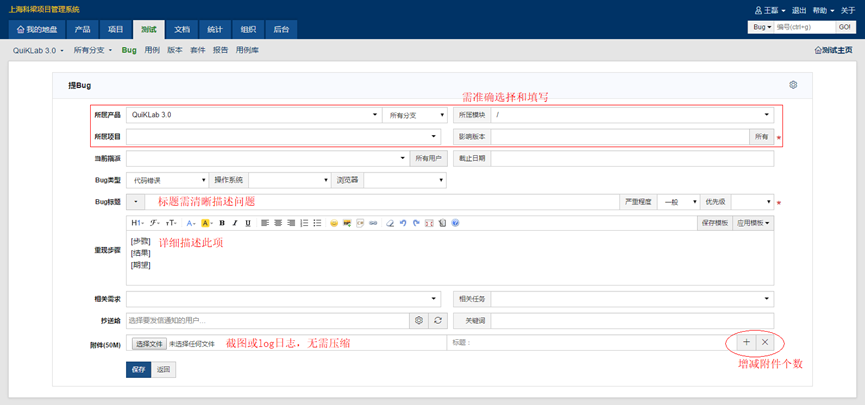 上海科梁项目管理系统
王磊 退出 帮助 关于
我的地盘 产品 项目 测试 文档 统计 组织 后台
Bug 编号(ctrl+g) GO!
QuiKLab 3.0 所有分支 Bug 用例 版本 套件 报告 用例库
测试主页
提Bug
需准确选择和填写
所属产品 QuiKLab 3.0 所有分支 所属模块 /
所属项目 影响版本 所有 *
当前指派 所有用户 截止日期
Bug类型 代码错误 操作系统 浏览器
Bug标题 标题需清晰描述问题 严重程度 一般 优先级 *
H1 F TT A A B I U 保存模板 应用模板
重现步骤
[步骤] 详细描述此项
[结果]
[期望]
相关需求 相关任务
抄送给 选择要发信通知的用户... 关键词
附件(50M) 选择文件 未选择任何文件 截图或log日志，无需压缩 标题：
增减附件个数
保存 返回